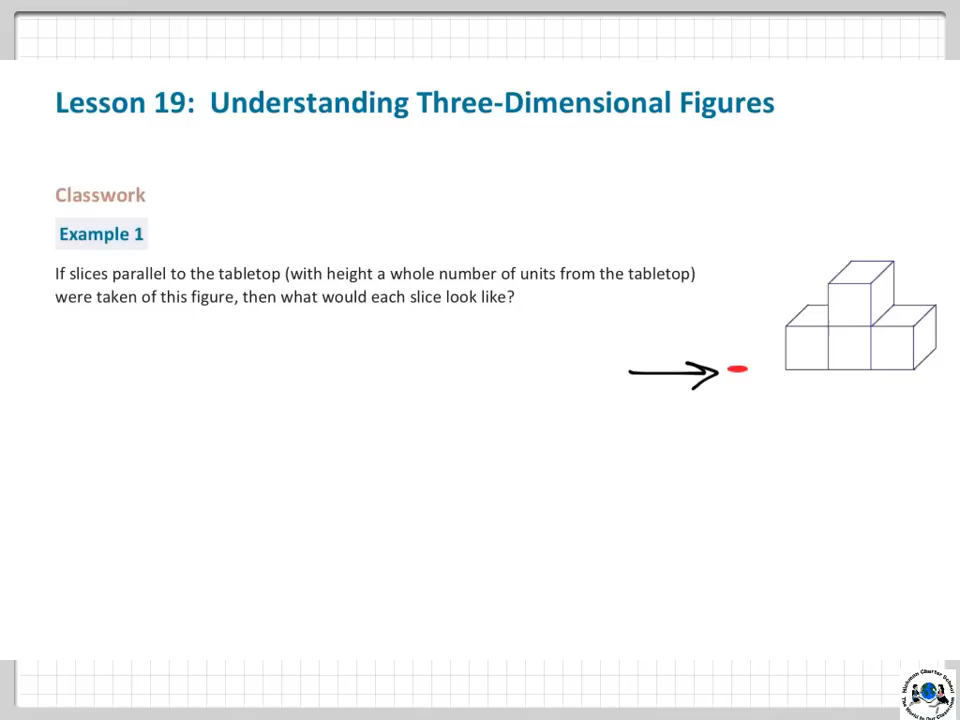 Lesson 19: Understanding Three-Dimensional Figures
Classwork
Example 1
If slices parallel to the tabletop (with height a whole number of units from the tabletop)
were taken of this figure, then what would each slice look like?